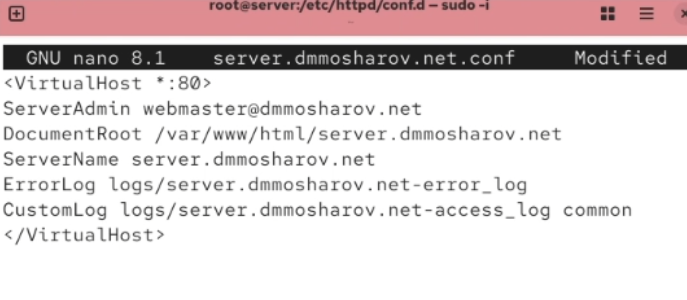 root@server:/etc/httpd/conf.d – sudo -i
GNU nano 8.1 server.dmmosharov.net.conf Modified
<VirtualHost *:80>
ServerAdmin webmaster@dmmosharov.net
DocumentRoot /var/www/html/server.dmmosharov.net
ServerName server.dmmosharov.net
ErrorLog logs/server.dmmosharov.net-error_log
CustomLog logs/server.dmmosharov.net-access_log common
</VirtualHost>